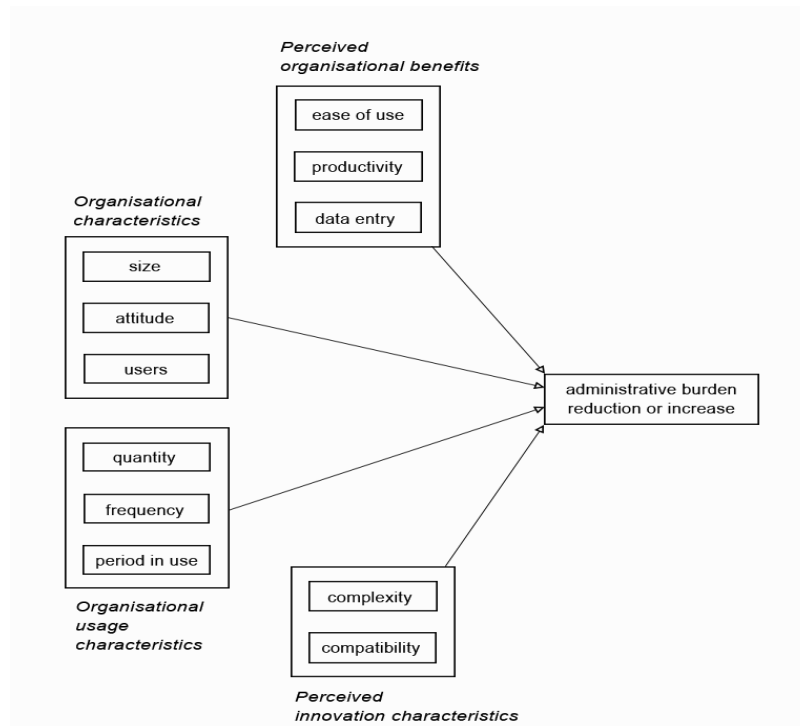 Perceived
organisational benefits
ease of use
productivity
data entry
Organisational
characteristics
size
attitude
users
administrative burden
reduction or increase
quantity
frequency
period in use
Organisational
usage
characteristics
complexity
compatibility
Perceived
innovation characteristics